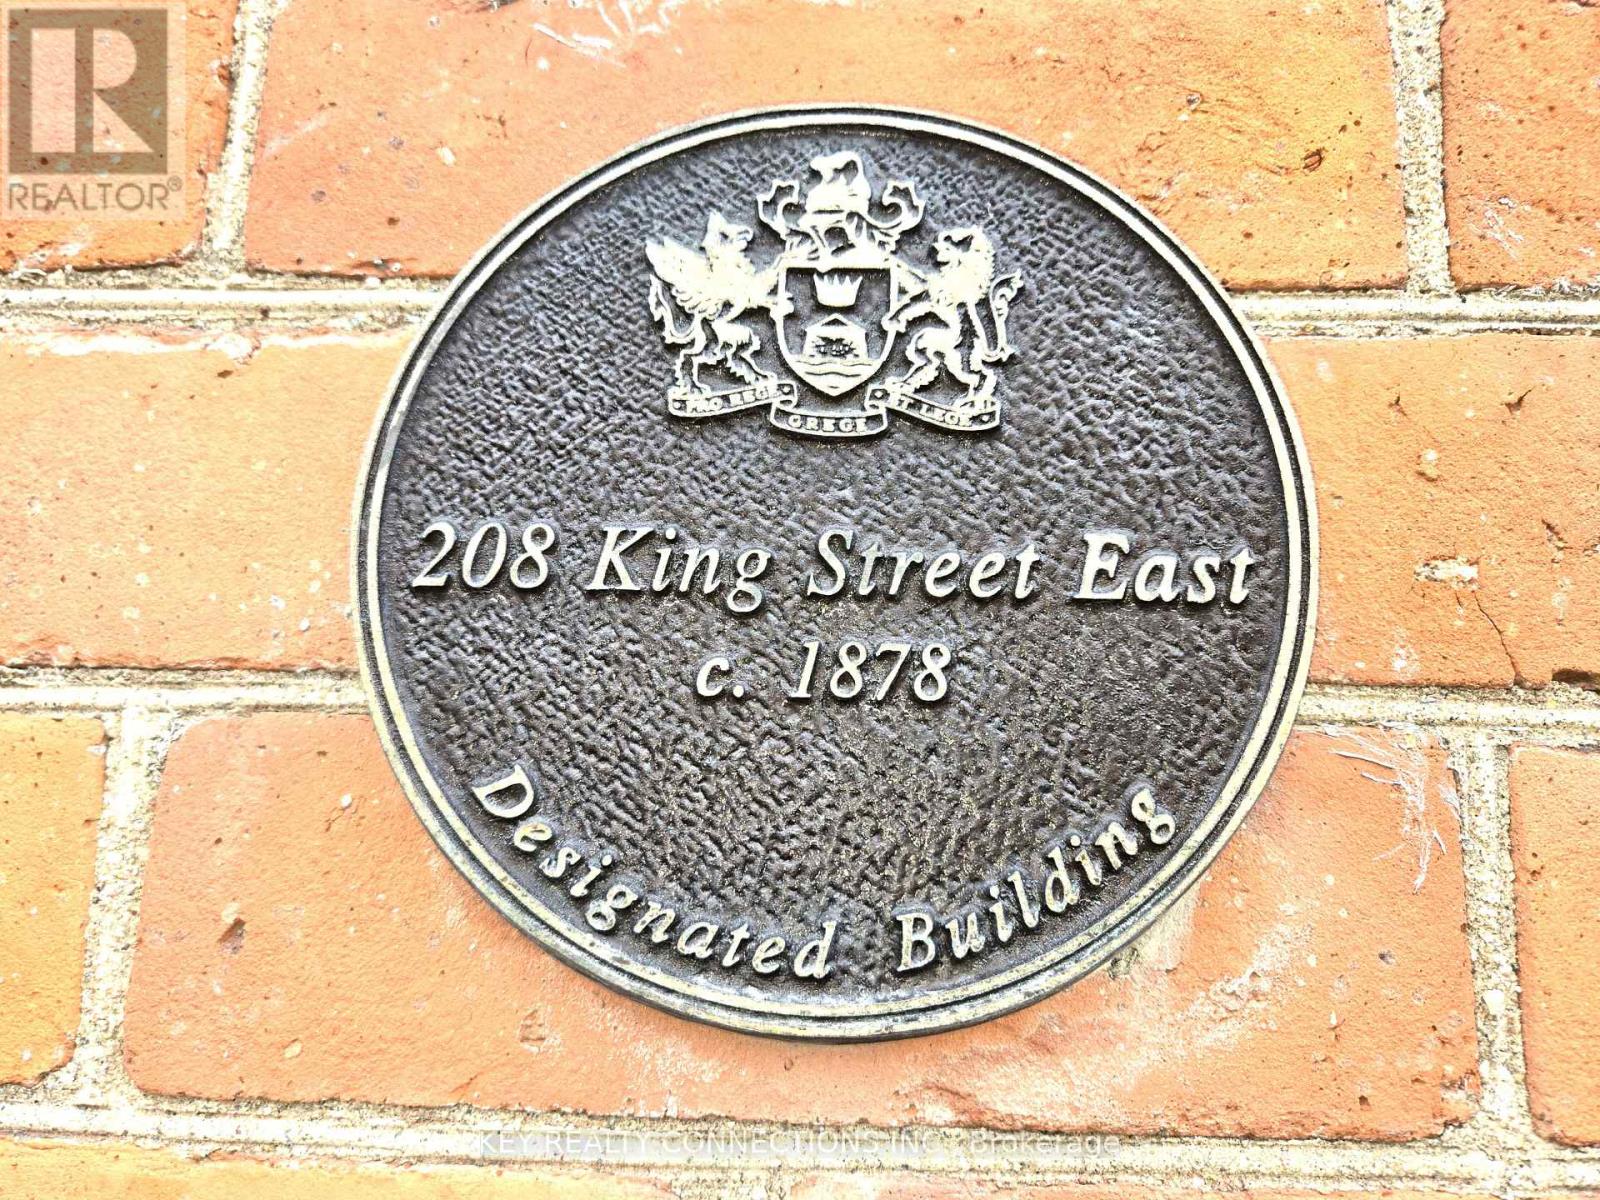 REALTOR®
PRO REGE
GREGE
ET LEGE
208 King Street East
c. 1878
Designated Building
KEY REALTY CONNECTIONS INC., Brokerage